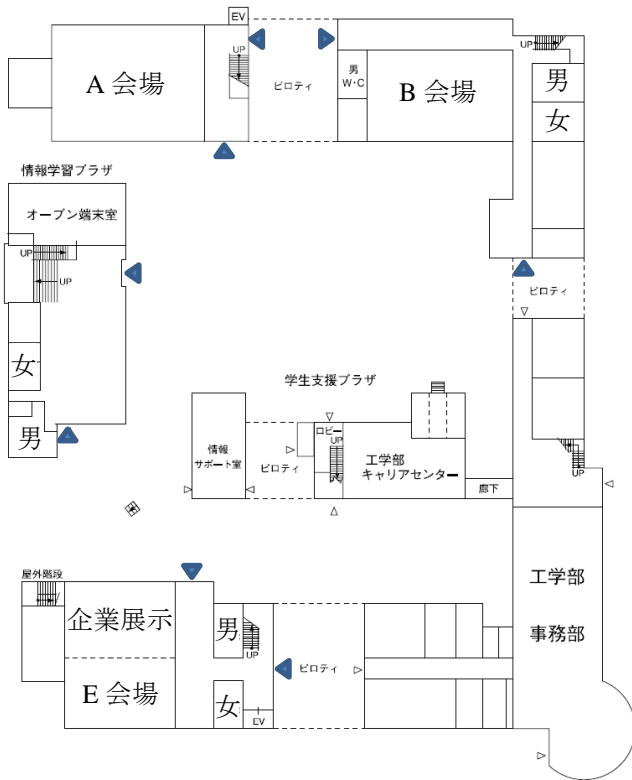 EV
UP
A 会場
ピロティ
男
W・C
B 会場
UP
男
女
情報学習プラザ
オープン端末室
UP
UP
女
男
ピロティ
学生支援プラザ
情報
サポート室
ピロティ
ロビー
UP
工学部
キャリアセンター
廊下
UP
屋外階段
企業展示
E 会場
男
UP
女
EV
ピロティ
工学部
事務部